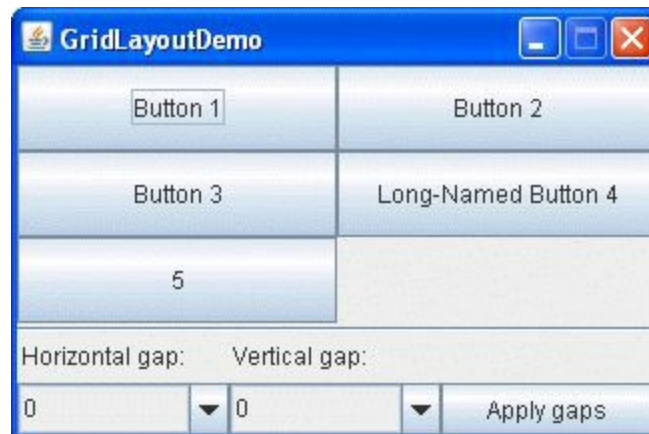 GridLayoutDemo
Button 1 Button 2
Button 3 Long-Named Button 4
5
Horizontal gap: Vertical gap:
0 0 Apply gaps